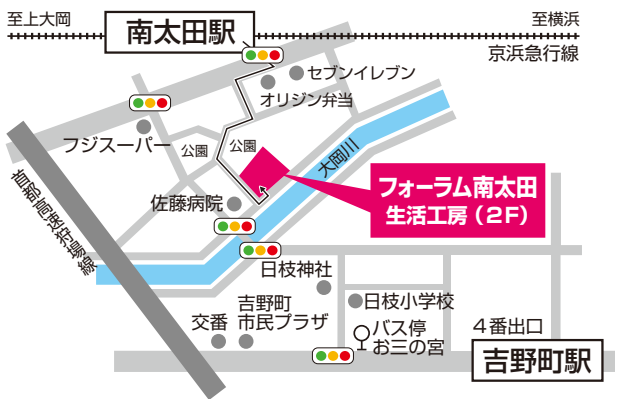 至上大岡
至横浜
南太田駅
京浜急行線
セブンイレブン
オリジン弁当
フジスーパー
公園
公園
大岡川
首都高速狩場線
佐藤病院
フォーラム南太田
生活工房（2F）
日枝神社
吉野町
市民プラザ
交番
日枝小学校
バス停
お三の宮
４番出口
吉野町駅